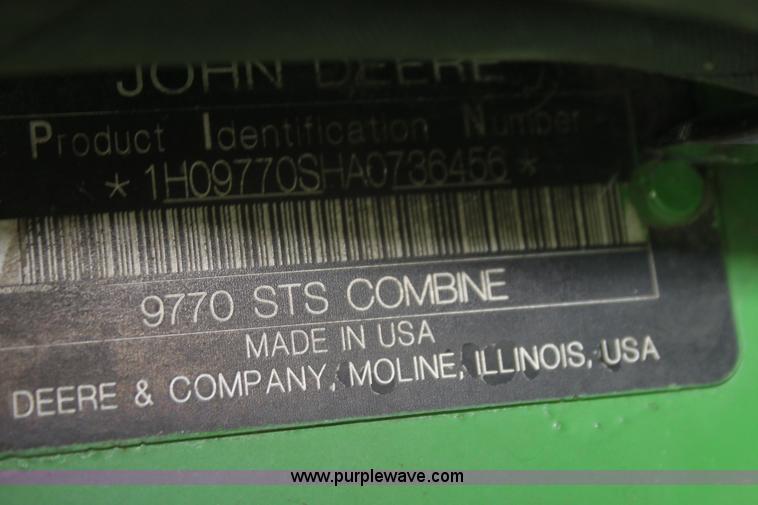 JOHN DEERE
Product Identification Number
*1H09770SHA0736456*
9770 STS COMBINE
MADE IN USA
DEERE & COMPANY, MOLINE, ILLINOIS, USA
www.purplewave.com